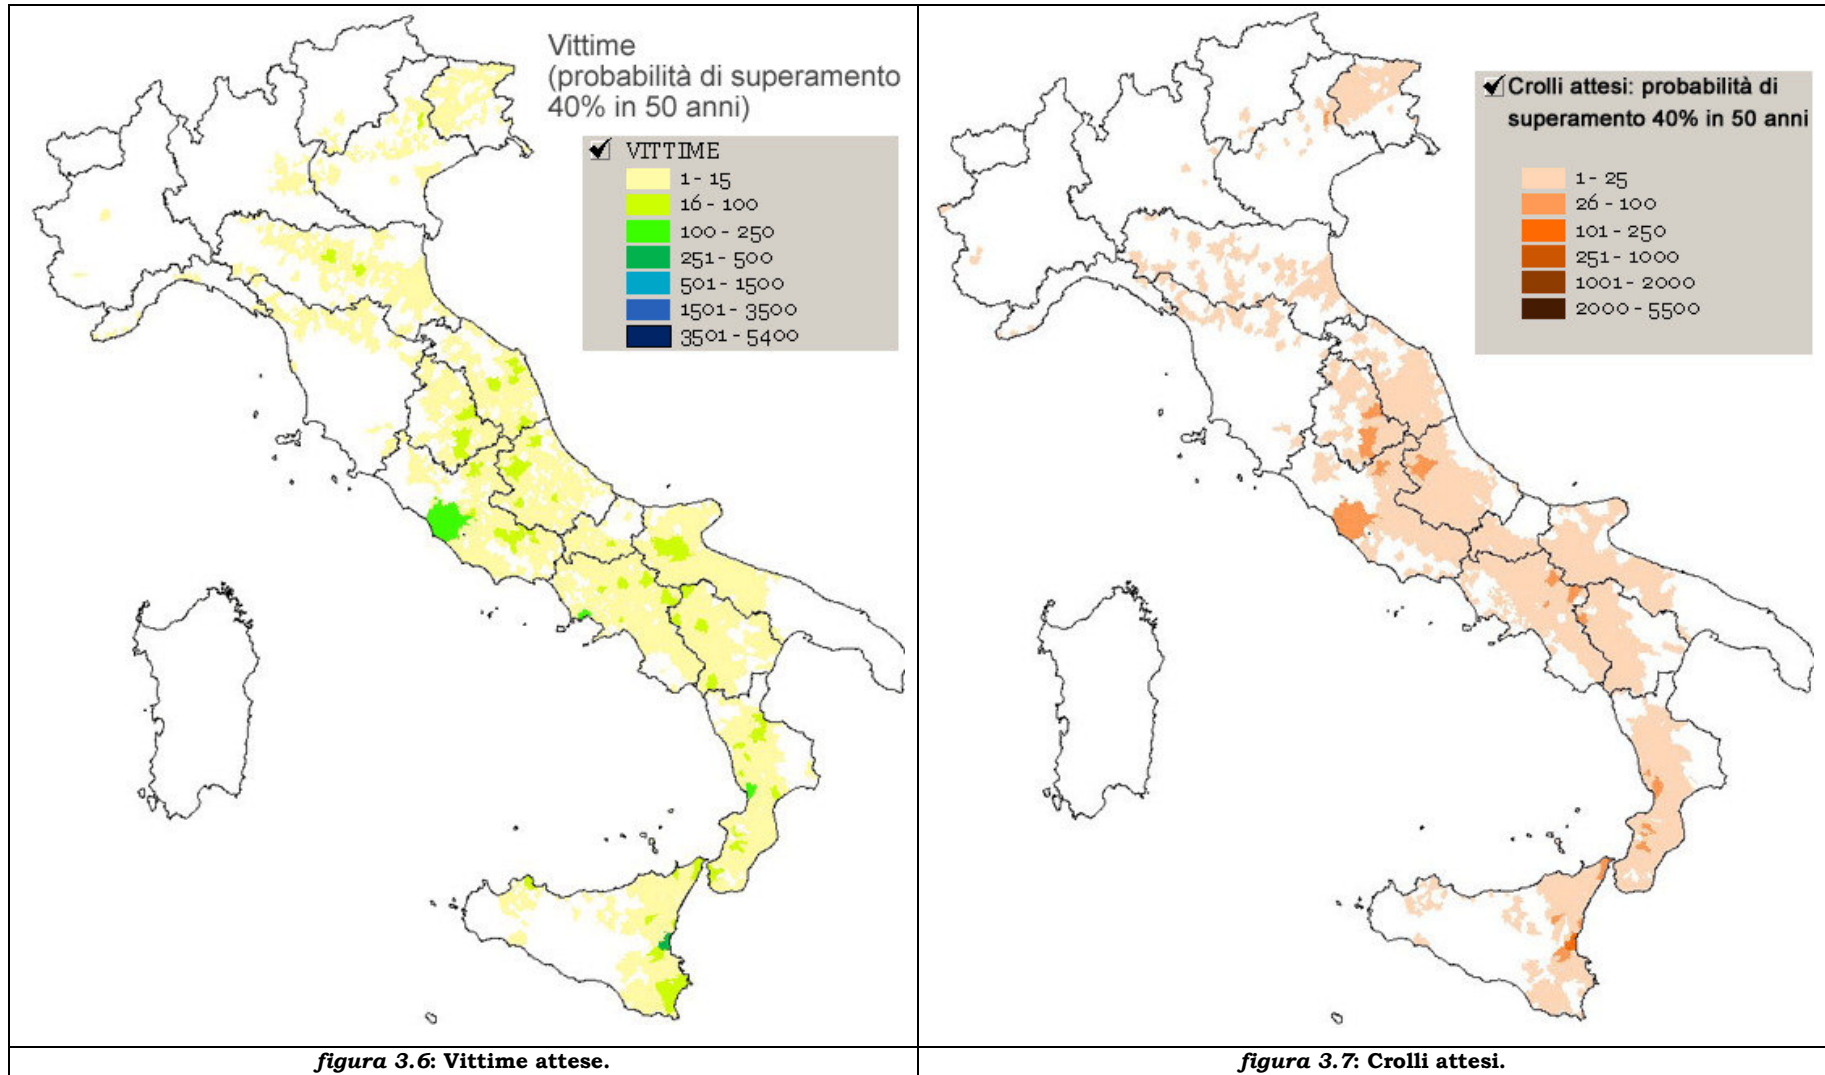 Vittime
(probabilità di superamento
40% in 50 anni)
VITTIME
1 - 15
16 - 100
100 - 250
251 - 500
501 - 1500
1501 - 3500
3501 - 5400
figura 3.6: Vittime attese.
Crolli attesi: probabilità di
superamento 40% in 50 anni
1 - 25
26 - 100
101 - 250
251 - 1000
1001 - 2000
2000 - 5500
figura 3.7: Crolli attesi.